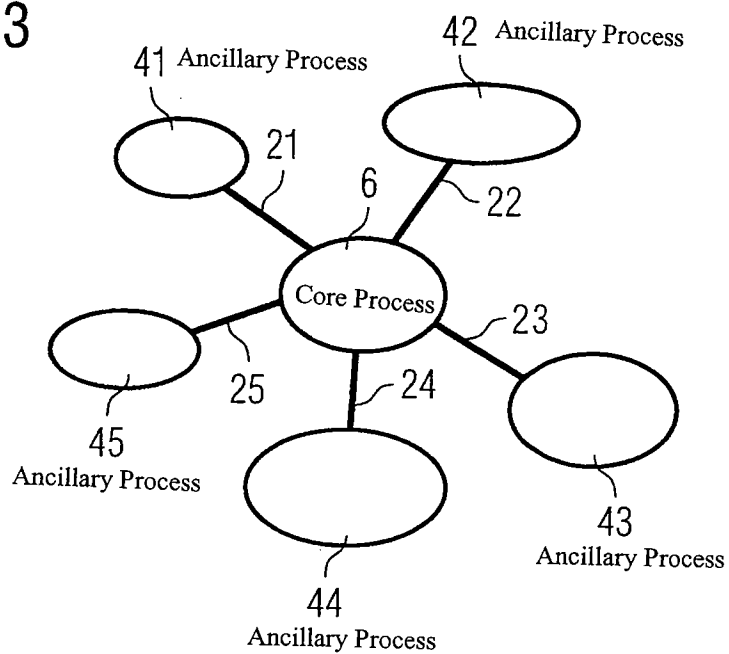 3
42 Ancillary Process
41 Ancillary Process
21
6
22
Core Process
23
25
24
45
Ancillary Process
43
Ancillary Process
44
Ancillary Process